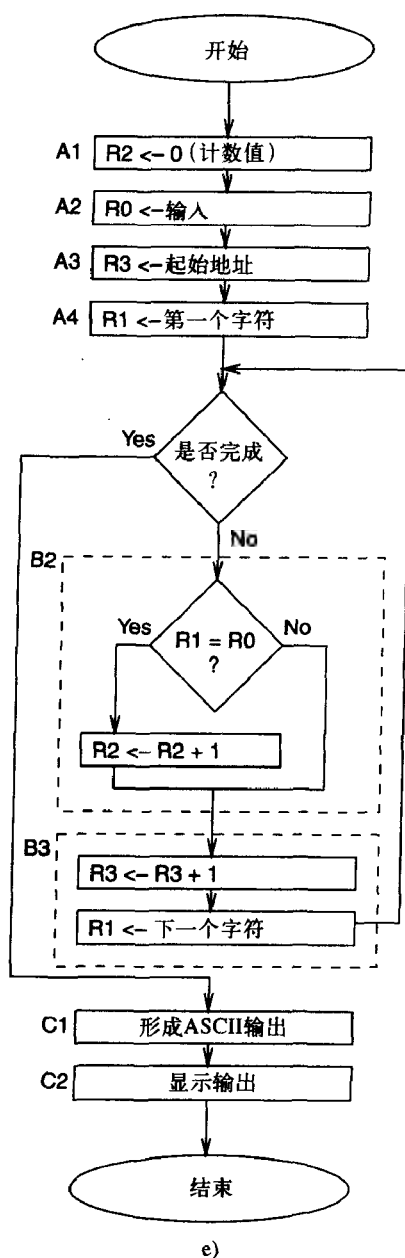 开始
A1 R2 <- 0 (计数值)
A2 R0 <- 输入
A3 R3 <- 起始地址
A4 R1 <- 第一个字符
Yes 是否完成
?
No
B2
Yes R1 = R0 No
?
R2 <- R2 + 1
B3
R3 <- R3 + 1
R1 <- 下一个字符
C1 形成ASCII输出
C2 显示输出
结束
e)